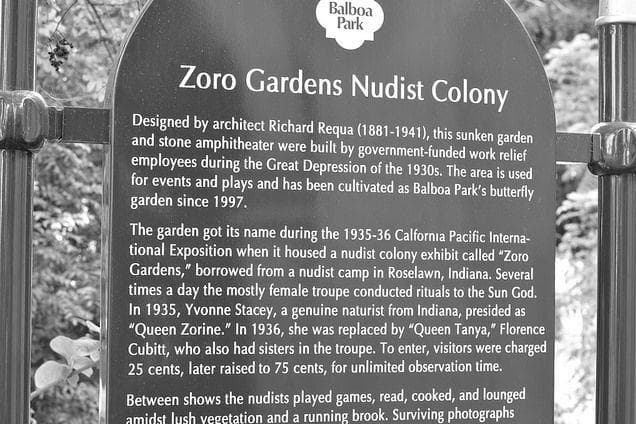 Balboa
Park
Zoro Gardens Nudist Colony
Designed by architect Richard Requa (1881-1941), this sunken garden
and stone amphitheater were built by government-funded work relief
employees during the Great Depression of the 1930s. The area is used
for events and plays and has been cultivated as Balboa Park's butterfly
garden since 1997.
The garden got its name during the 1935-36 Calfornia Pacific Interna-
tional Exposition when it housed a nudist colony exhibit called "Zoro
Gardens," borrowed from a nudist camp in Roselawn, Indiana. Several
times a day the mostly female troupe conducted rituals to the Sun God.
In 1935, Yvonne Stacey, a genuine naturist from Indiana, presided as
"Queen Zorine." In 1936, she was replaced by "Queen Tanya," Florence
Cubitt, who also had sisters in the troupe. To enter, visitors were charged
25 cents, later raised to 75 cents, for unlimited observation time.
Between shows the nudists played games, read, cooked, and lounged
amidst lush vegetation and a running brook. Surviving photographs